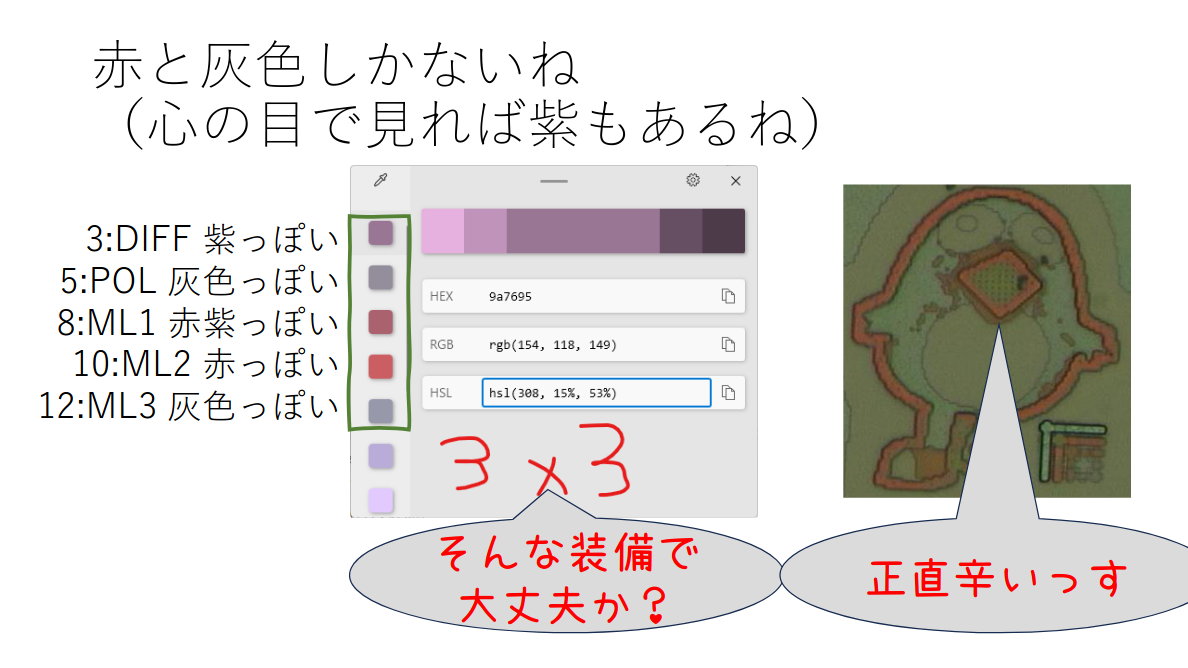 赤と灰色しかないね
（心の目で見れば紫もあるね）
3:DIFF 紫っぽい
5:POL 灰色っぽい
8:ML1 赤紫っぽい
10:ML2 赤っぽい
12:ML3 灰色っぽい
HEX 9a7695
RGB rgb(154, 118, 149)
HSL hsl(308, 15%, 53%)
3 x 3
そんな装備で
大丈夫か？
正直辛いっす